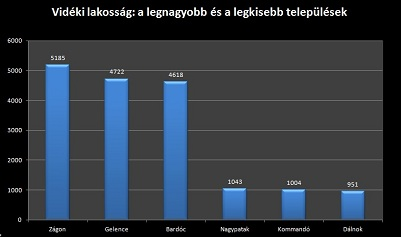 Vidéki lakosság: a legnagyobb és a legkisebb települések
6000
5000
4000
3000
2000
1000
0
5185
4722
4618
1043
1004
951
Zágon
Gelence
Bardóc
Nagypatak
Kommandó
Dálnok